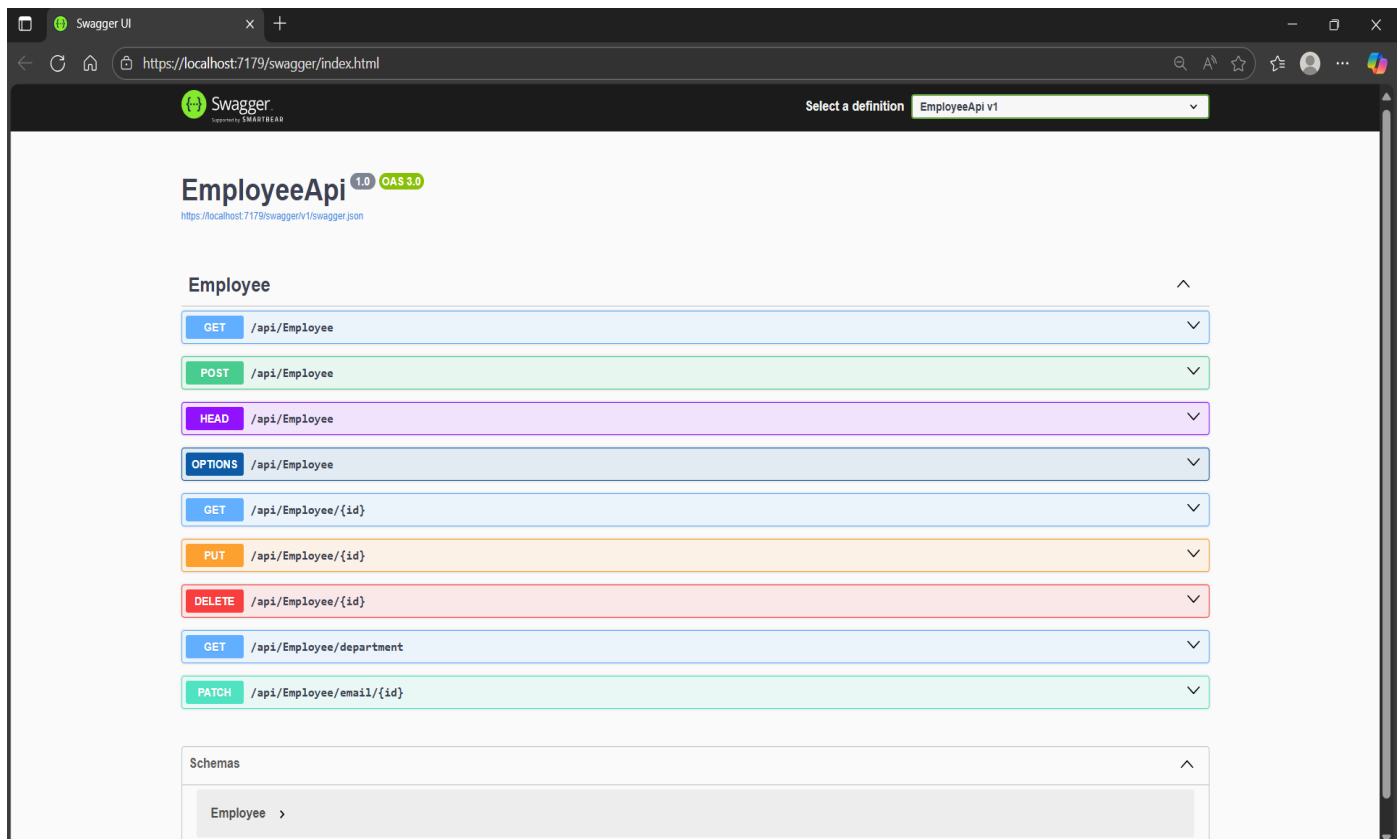 Swagger UI
https://localhost:7179/swagger/index.html
Swagger.
Supported by SMARTBEAR
Select a definition EmployeeApi v1
EmployeeApi 1.0 OAS 3.0
https://localhost:7179/swagger/v1/swagger.json
Employee
GET /api/Employee
POST /api/Employee
HEAD /api/Employee
OPTIONS /api/Employee
GET /api/Employee/{id}
PUT /api/Employee/{id}
DELETE /api/Employee/{id}
GET /api/Employee/department
PATCH /api/Employee/email/{id}
Schemas
Employee